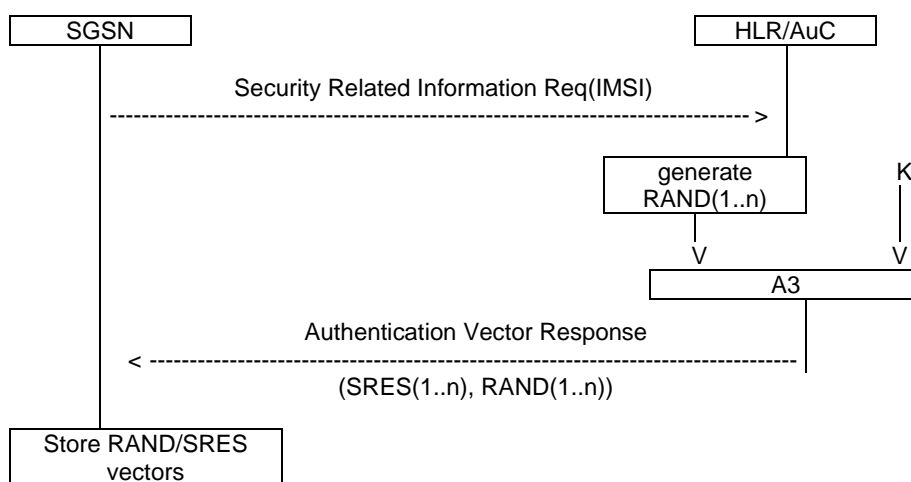 SGSN
HLR/AuC
Security Related Information Req(IMSI)
------------------------------------------------------------------------------- >
generate
RAND(1..n)
K
V
V
A3
Authentication Vector Response
< --------------------------------------------------------------------------------
(SRES(1..n), RAND(1..n))
Store RAND/SRES
vectors